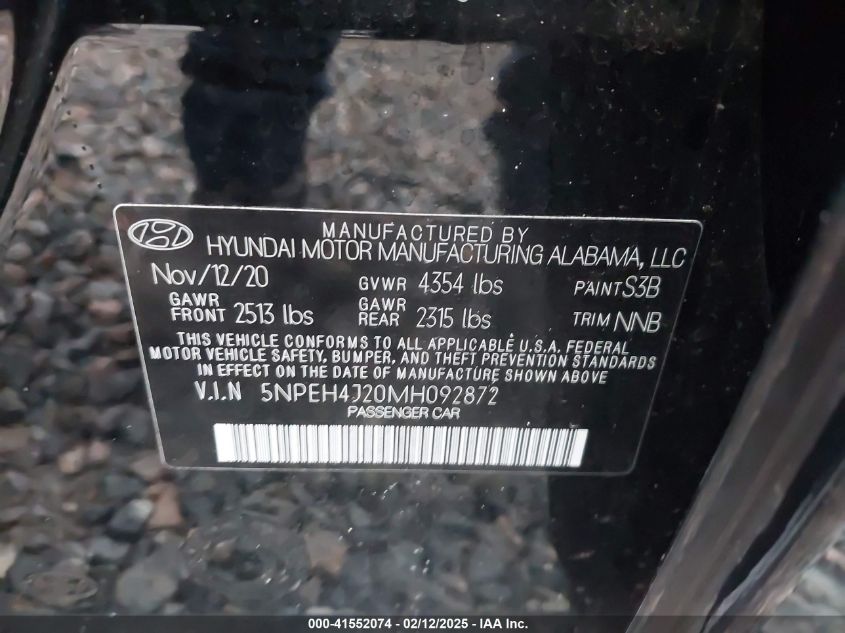 MANUFACTURED BY
HYUNDAI MOTOR MANUFACTURING ALABAMA, LLC
Nov/12/20 GVWR 4354 lbs PAINT S3B
GAWR FRONT 2513 lbs GAWR REAR 2315 lbs TRIM NNB
THIS VEHICLE CONFORMS TO ALL APPLICABLE U.S.A. FEDERAL
MOTOR VEHICLE SAFETY, BUMPER, AND THEFT PREVENTION STANDARDS
IN EFFECT ON THE DATE OF MANUFACTURE SHOWN ABOVE
V.I.N 5NPEH4J20MH092872
PASSENGER CAR
000-41552074 - 02/12/2025 - IAA Inc.